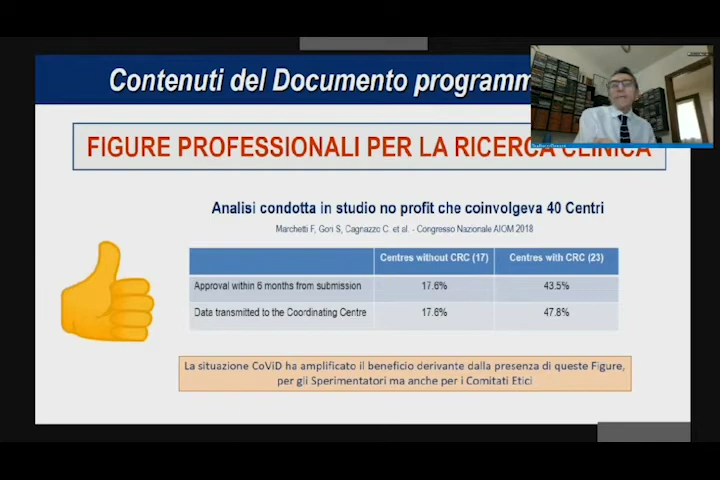 Contenuti del Documento programm
FIGURE PROFESSIONALI PER LA RICERCA CLINICA
Analisi condotta in studio no profit che coinvolgeva 40 Centri
Marchetti F, Gori S, Cagnazzo C. et al. - Congresso Nazionale AIOM 2018
Centres without CRC (17) Centres with CRC (23)
Approval within 6 months from submission 17.6% 43.5%
Data transmitted to the Coordinating Centre 17.6% 47.8%
La situazione CoViD ha amplificato il beneficio derivante dalla presenza di queste Figure,
per gli Sperimentatori ma anche per i Comitati Etici